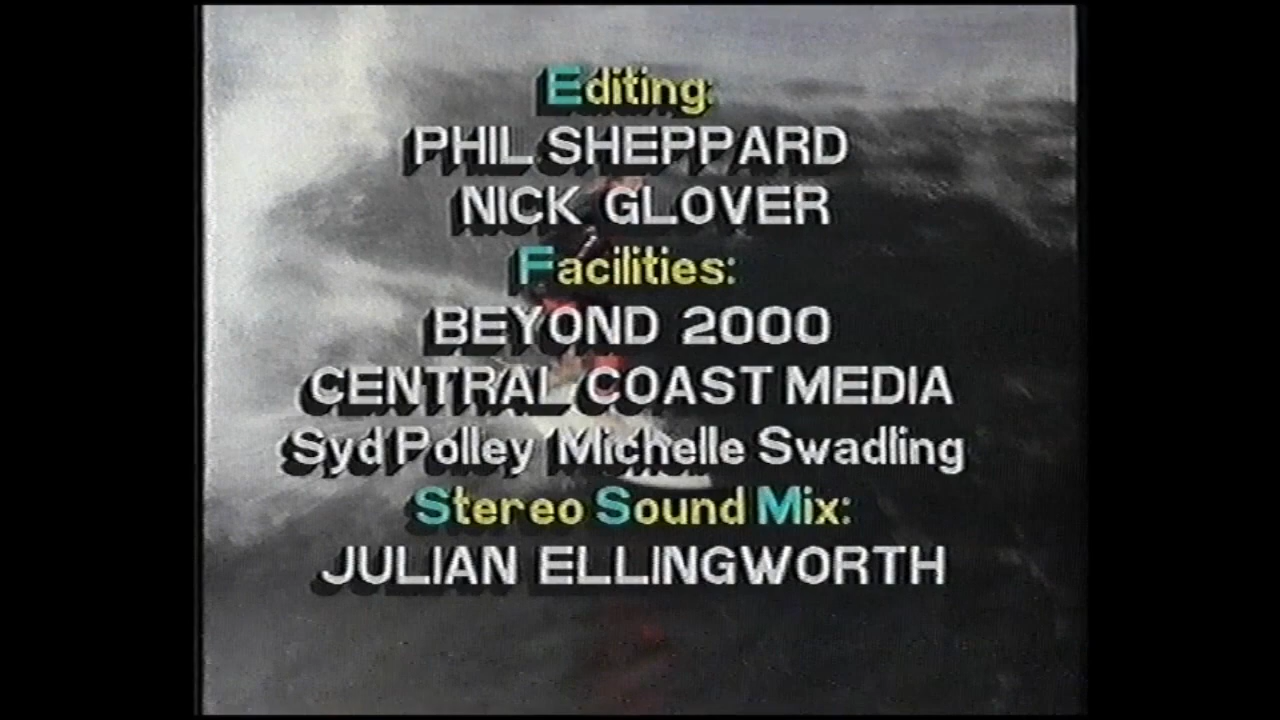 Editing:
PHIL SHEPPARD
NICK GLOVER
Facilities:
BEYOND 2000
CENTRAL COAST MEDIA
Syd Polley Michelle Swadling
Stereo Sound Mix:
JULIAN ELLINGWORTH